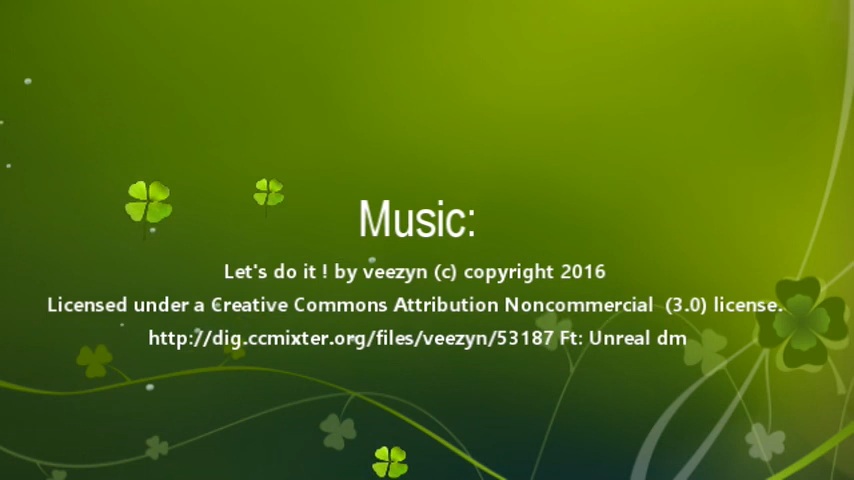 Music:
Let's do it ! by veezyn (c) copyright 2016
Licensed under a Creative Commons Attribution Noncommercial (3.0) license.
http://dig.ccmixter.org/files/veezyn/53187 Ft: Unreal dm